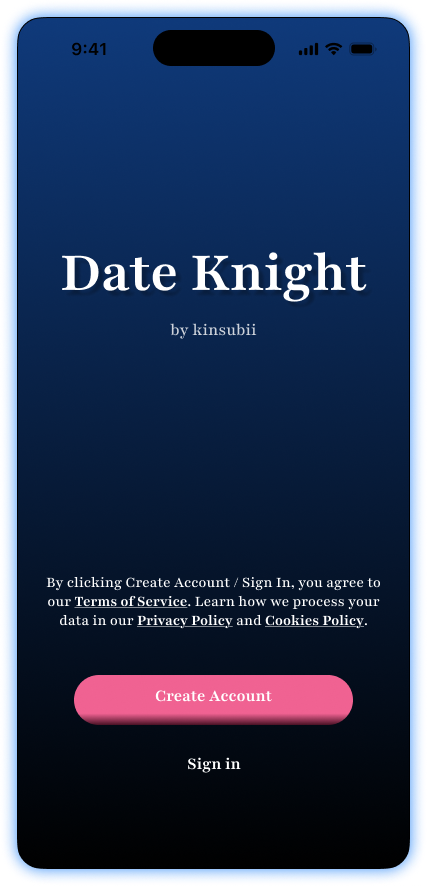 9:41
Date Knight
by kinsubii
By clicking Create Account / Sign In, you agree to
our Terms of Service. Learn how we process your
data in our Privacy Policy and Cookies Policy.
Create Account
Sign in